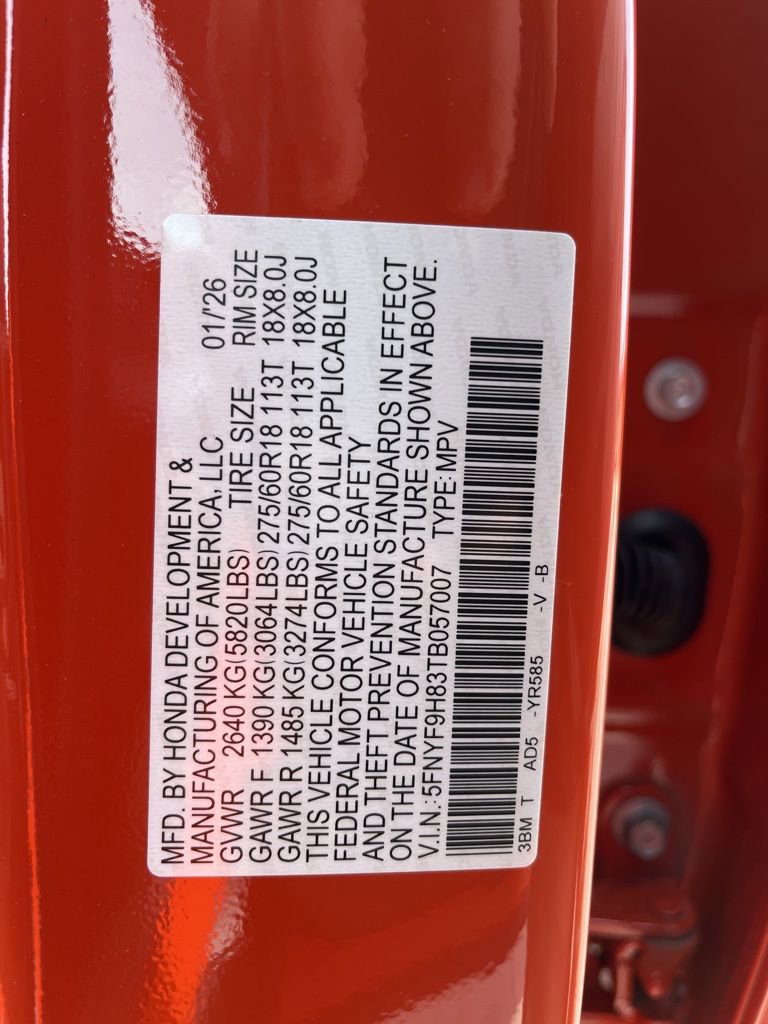 MFD. BY HONDA DEVELOPMENT &
MANUFACTURING OF AMERICA, LLC 01/'26
GVWR 2640 KG(5820LBS) TIRE SIZE RIM SIZE
GAWR F 1390 KG(3064LBS) 275/60R18 113T 18X8.0J
GAWR R 1485 KG(3274LBS) 275/60R18 113T 18X8.0J
THIS VEHICLE CONFORMS TO ALL APPLICABLE
FEDERAL MOTOR VEHICLE SAFETY
AND THEFT PREVENTION STANDARDS IN EFFECT
ON THE DATE OF MANUFACTURE SHOWN ABOVE.
V.I.N.: 5FNYF9H83TB057007 TYPE: MPV
3BM T AD5 -YR585 -V -B